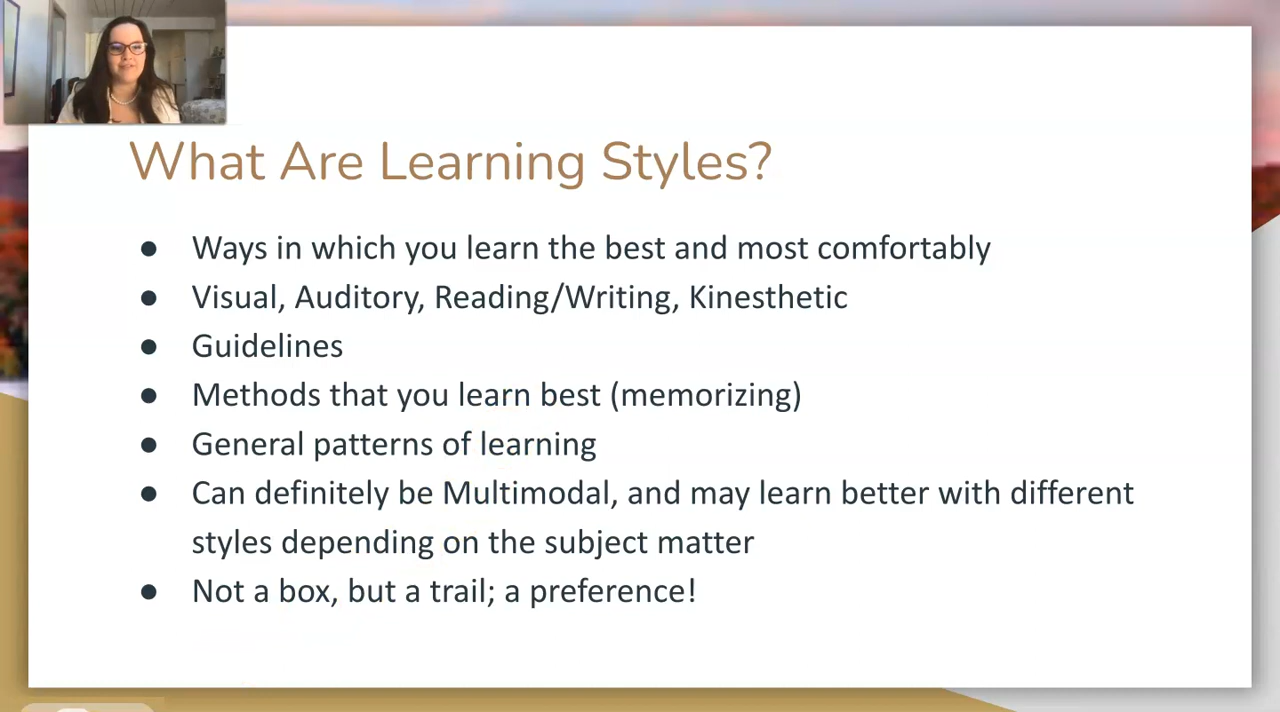 What Are Learning Styles?
● Ways in which you learn the best and most comfortably
● Visual, Auditory, Reading/Writing, Kinesthetic
● Guidelines
● Methods that you learn best (memorizing)
● General patterns of learning
● Can definitely be Multimodal, and may learn better with different
styles depending on the subject matter
● Not a box, but a trail; a preference!